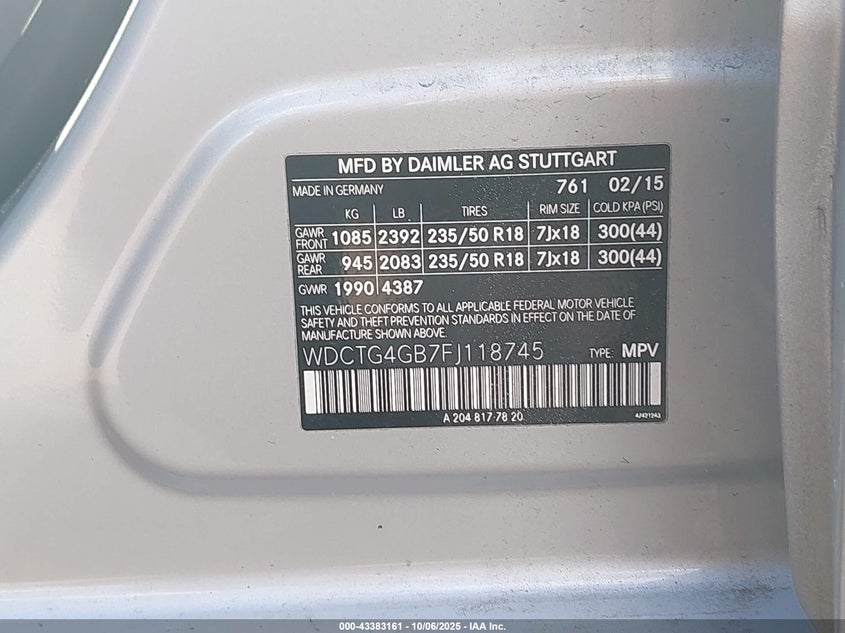 MFD BY DAIMLER AG STUTTGART
MADE IN GERMANY 761 02/15
KG LB TIRES RIM SIZE COLD KPA (PSI)
GAWR FRONT 1085 2392 235/50 R18 7Jx18 300(44)
GAWR REAR 945 2083 235/50 R18 7Jx18 300(44)
GVWR 1990 4387
THIS VEHICLE CONFORMS TO ALL APPLICABLE FEDERAL MOTOR VEHICLE
SAFETY AND THEFT PREVENTION STANDARDS IN EFFECT ON THE DATE OF
MANUFACTURE SHOWN ABOVE.
WDCTG4GB7FJ118745 TYPE: MPV
A 204 817 78 20 4J421243
000-43383161 - 10/06/2025 - IAA Inc.